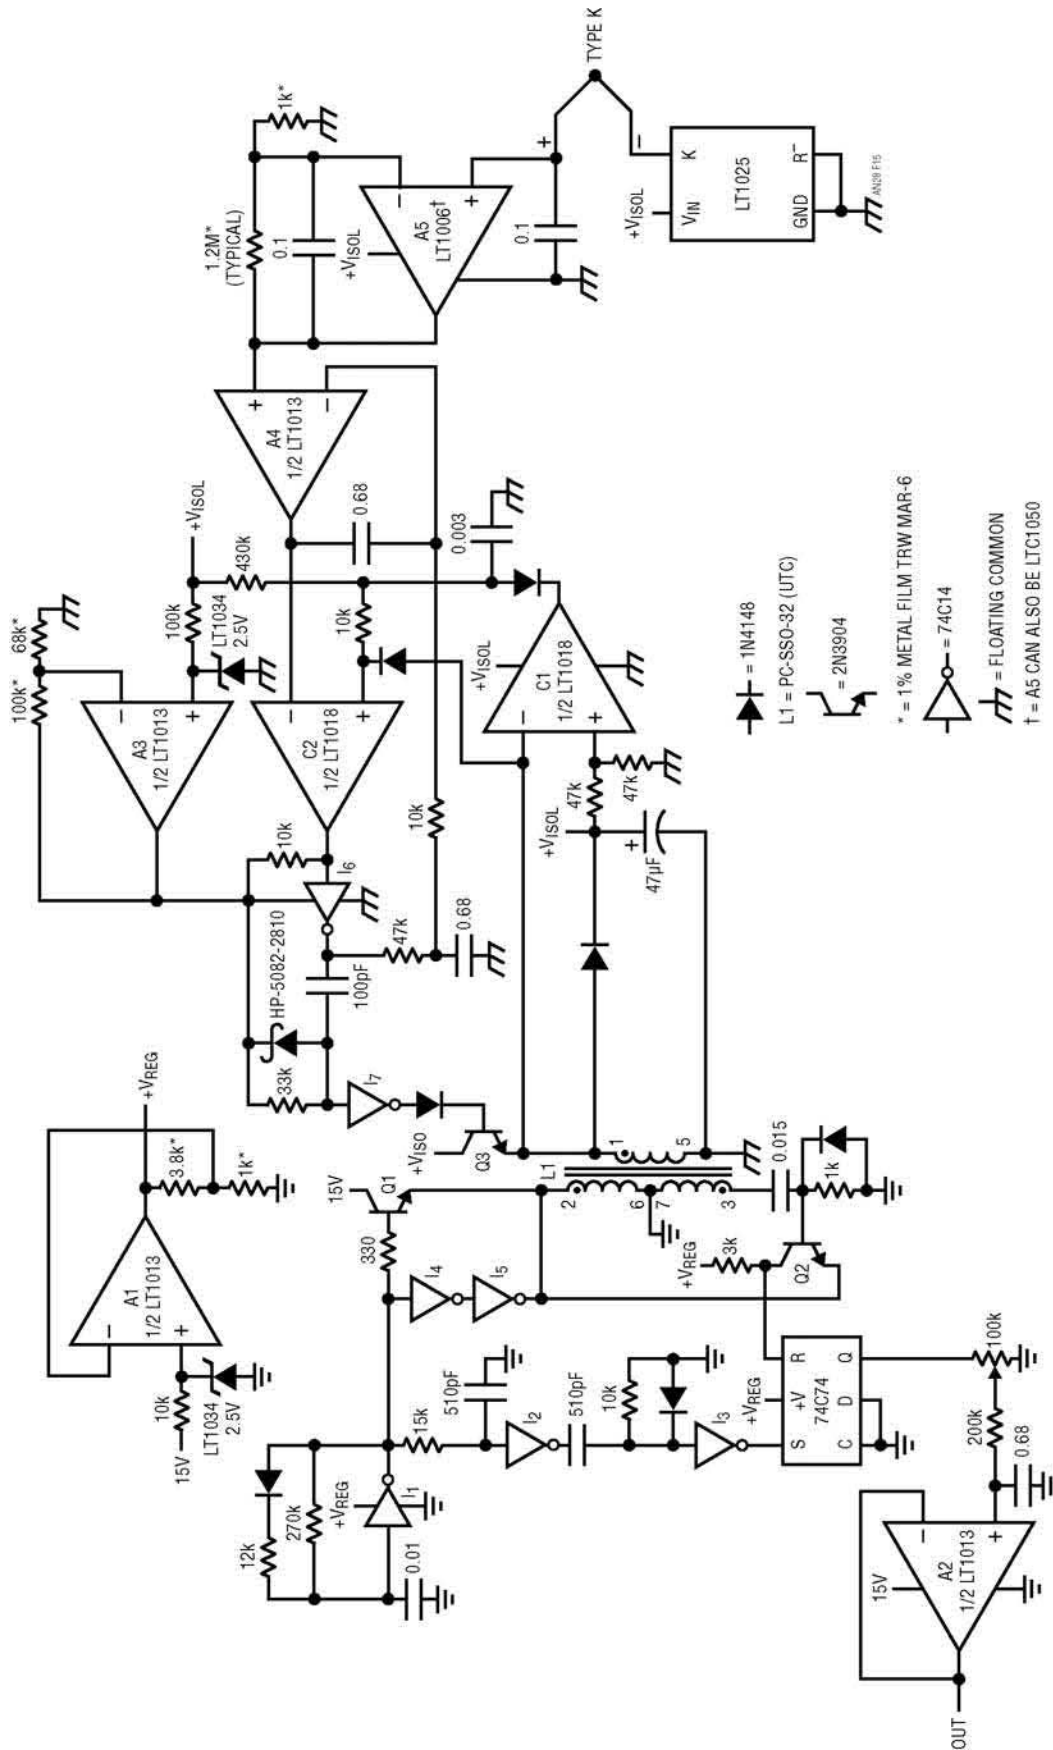 15V
10k
LT1034
2.5V
A1
1/2 LT1013
−
+
+VREG
3.8k*
1k*
12k
270k
+VREG
I1
0.01
15k
510pF
I2
510pF
10k
I3
330
15V
Q1
I4
I5
L1
2
6
7
3
1
5
+VREG
3k
Q2
0.015
1k
S
+V
R
74C74
C
D
Q
+VREG
100k
200k
0.68
15V
A2
1/2 LT1013
−
+
OUT
HP-5082-2810
33k
100pF
I7
+VISO
Q3
I6
10k
47k
0.68
10k
100k*
68k*
A3
1/2 LT1013
−
+
100k
LT1034
2.5V
+VISOL
430k
C2
1/2 LT1018
−
+
10k
0.68
0.003
+VISOL
C1
1/2 LT1018
−
+
+VISOL
47k
47k
+
47µF
A4
1/2 LT1013
+
−
1.2M*
(TYPICAL)
1k*
0.1
+VISOL
A5
LT1006†
−
+
0.1
+
−
TYPE K
+VISOL
VIN
K
LT1025
GND
R−
AN28 F15
= 1N4148
L1 = PC-SSO-32 (UTC)
= 2N3904
* = 1% METAL FILM TRW MAR-6
= 74C14
= FLOATING COMMON
† = A5 CAN ALSO BE LTC1050